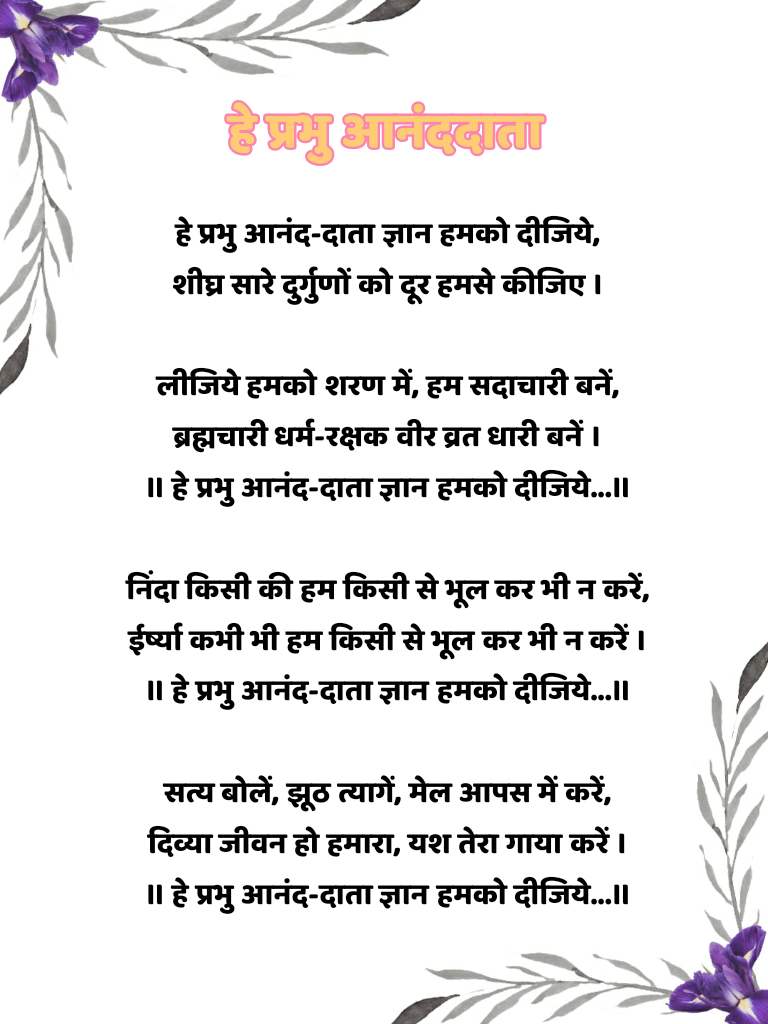 हे प्रभु आनंददाता
हे प्रभु आनंद-दाता ज्ञान हमको दीजिये,
शीघ्र सारे दुर्गुणों को दूर हमसे कीजिए ।
लीजिये हमको शरण में, हम सदाचारी बनें,
ब्रह्मचारी धर्म-रक्षक वीर व्रत धारी बनें ।
॥ हे प्रभु आनंद-दाता ज्ञान हमको दीजिये...॥
निंदा किसी की हम किसी से भूल कर भी न करें,
ईर्ष्या कभी भी हम किसी से भूल कर भी न करें ।
॥ हे प्रभु आनंद-दाता ज्ञान हमको दीजिये...॥
सत्य बोलें, झूठ त्यागें, मेल आपस में करें,
दिव्या जीवन हो हमारा, यश तेरा गाया करें ।
॥ हे प्रभु आनंद-दाता ज्ञान हमको दीजिये...॥